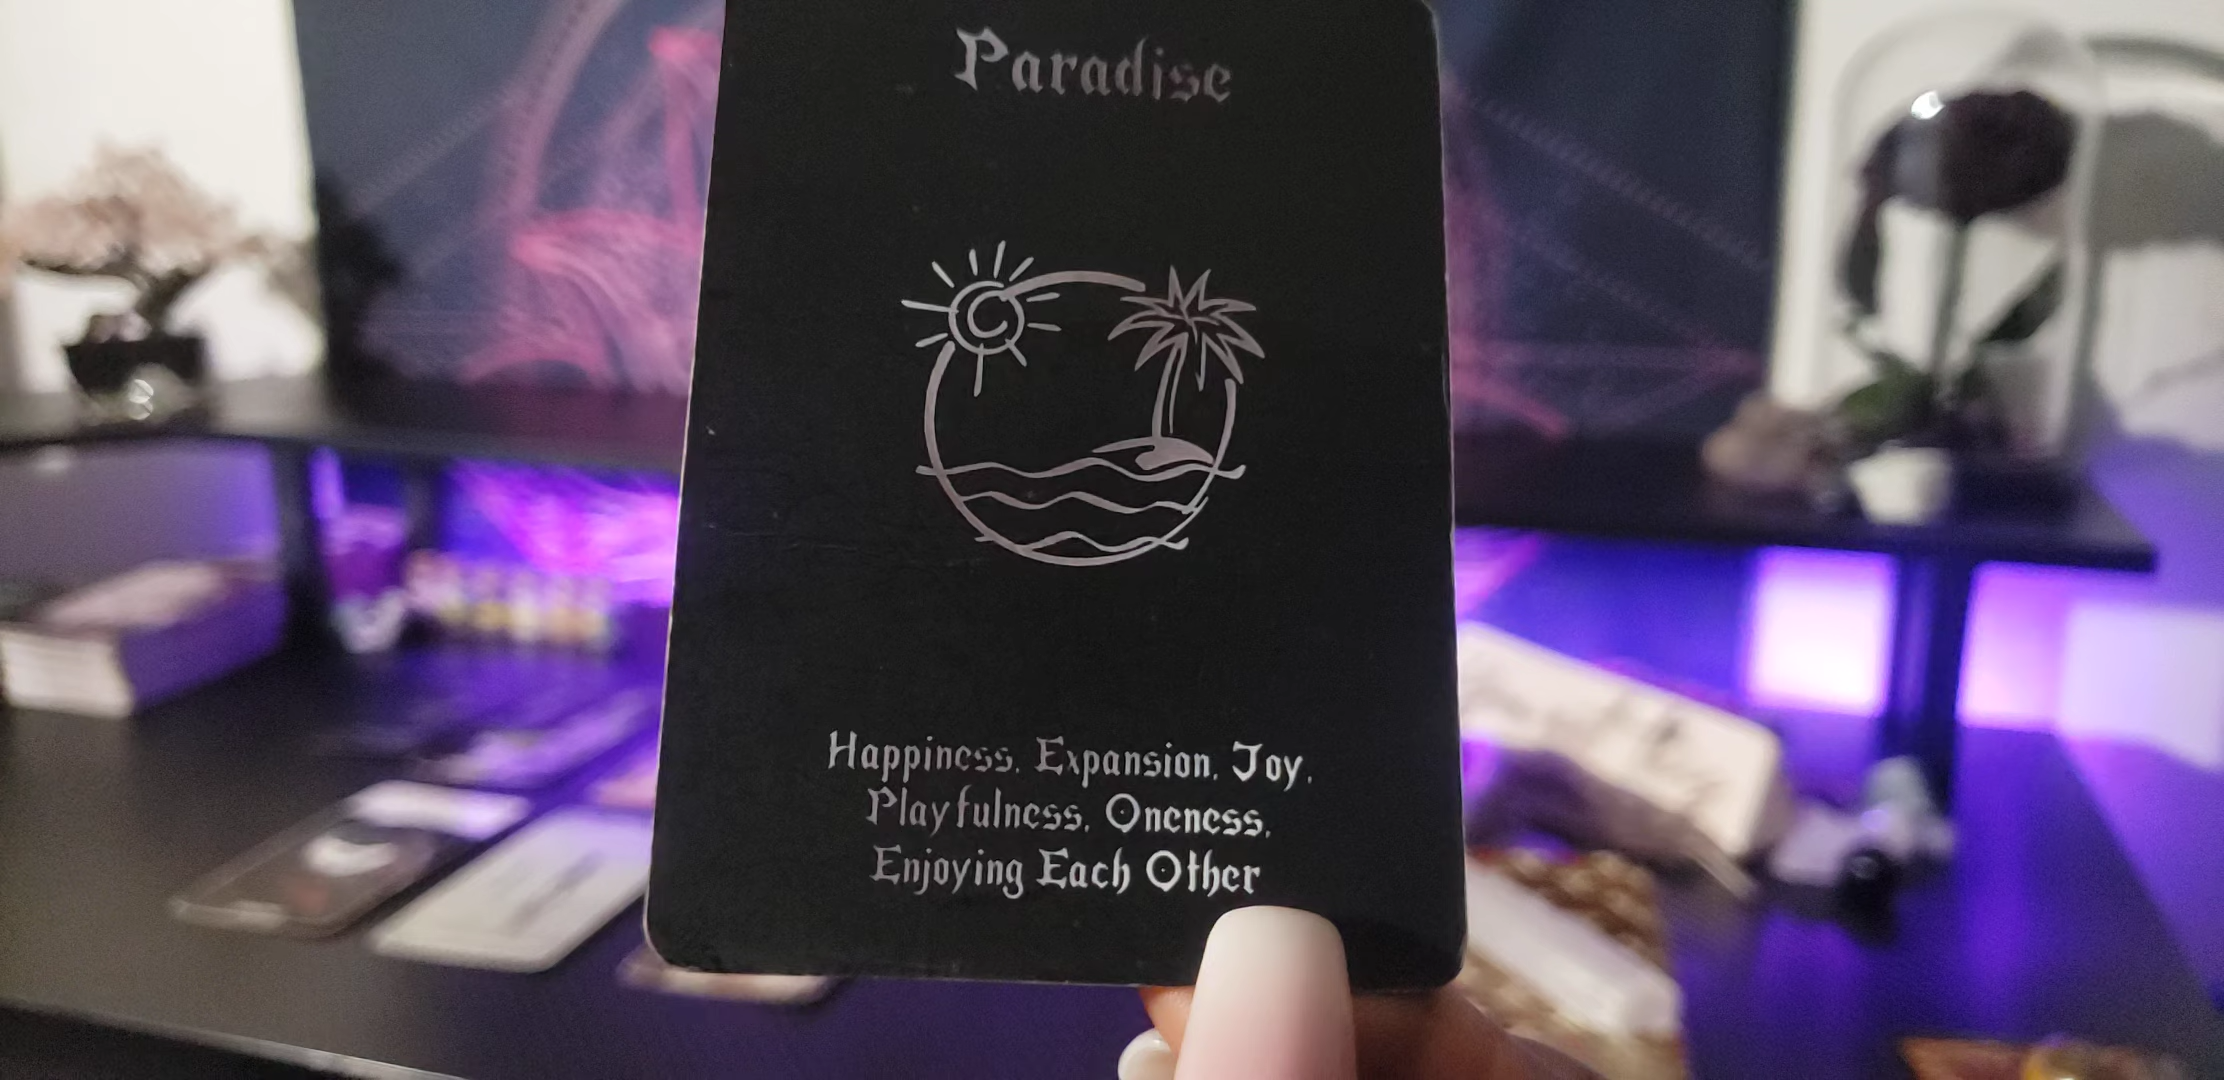 Paradise
Happiness, Expansion, Joy,
Playfulness, Oneness,
Enjoying Each Other